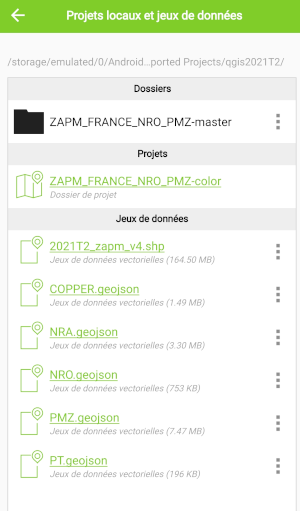 Projets locaux et jeux de données
/storage/emulated/0/Android...ported Projects/qgis2021T2/
Dossiers
ZAPM_FRANCE_NRO_PMZ-master
Projets
ZAPM_FRANCE_NRO_PMZ-color
Dossier de projet
Jeux de données
2021T2_zapm_v4.shp
Jeux de données vectorielles (164.50 MB)
COPPER.geojson
Jeux de données vectorielles (1.49 MB)
NRA.geojson
Jeux de données vectorielles (3.30 MB)
NRO.geojson
Jeux de données vectorielles (753 KB)
PMZ.geojson
Jeux de données vectorielles (7.47 MB)
PT.geojson
Jeux de données vectorielles (196 KB)